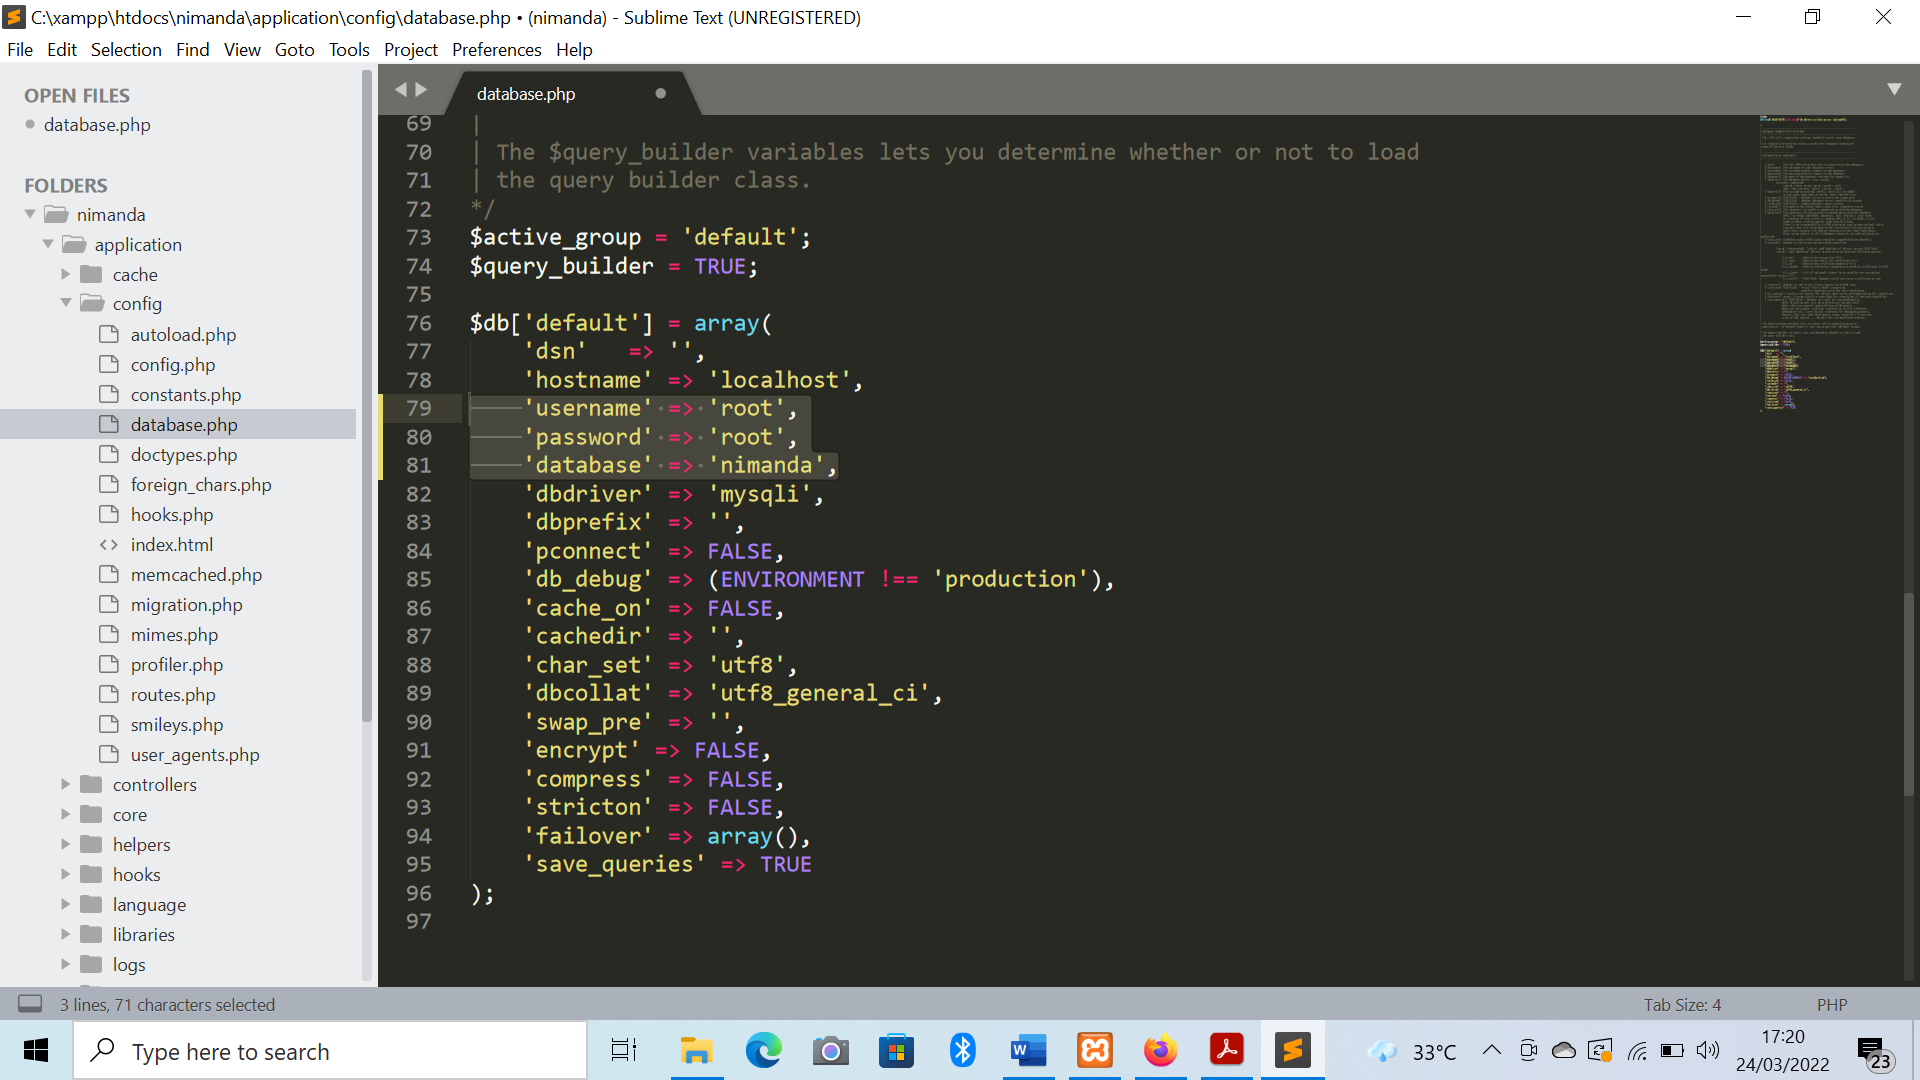 C:\xampp\htdocs\nimanda\application\config\database.php • (nimanda) - Sublime Text (UNREGISTERED)
File Edit Selection Find View Goto Tools Project Preferences Help
OPEN FILES
database.php
FOLDERS
nimanda
application
cache
config
autoload.php
config.php
constants.php
database.php
doctypes.php
foreign_chars.php
hooks.php
index.html
memcached.php
migration.php
mimes.php
profiler.php
routes.php
smileys.php
user_agents.php
controllers
core
helpers
hooks
language
libraries
logs
database.php
69 |
70 | The $query_builder variables lets you determine whether or not to load
71 | the query builder class.
72 */
73 $active_group = 'default';
74 $query_builder = TRUE;
75
76 $db['default'] = array(
77 'dsn' => '',
78 'hostname' => 'localhost',
79 'username' => 'root',
80 'password' => 'root',
81 'database' => 'nimanda',
82 'dbdriver' => 'mysqli',
83 'dbprefix' => '',
84 'pconnect' => FALSE,
85 'db_debug' => (ENVIRONMENT !== 'production'),
86 'cache_on' => FALSE,
87 'cachedir' => '',
88 'char_set' => 'utf8',
89 'dbcollat' => 'utf8_general_ci',
90 'swap_pre' => '',
91 'encrypt' => FALSE,
92 'compress' => FALSE,
93 'stricton' => FALSE,
94 'failover' => array(),
95 'save_queries' => TRUE
96 );
97
3 lines, 71 characters selected
Tab Size: 4
PHP
Type here to search
33°C
17:20
24/03/2022
23